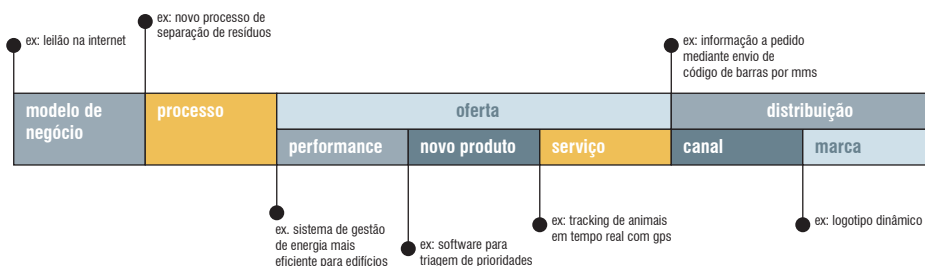 ex: leilão na internet
ex: novo processo de
separação de resíduos
ex: informação a pedido
mediante envio de
código de barras por mms
modelo de
negócio
processo
oferta
distribuição
performance
novo produto
serviço
canal
marca
ex. sistema de gestão
de energia mais
eficiente para edifícios
ex: software para
triagem de prioridades
ex: tracking de animais
em tempo real com gps
ex: logotipo dinâmico